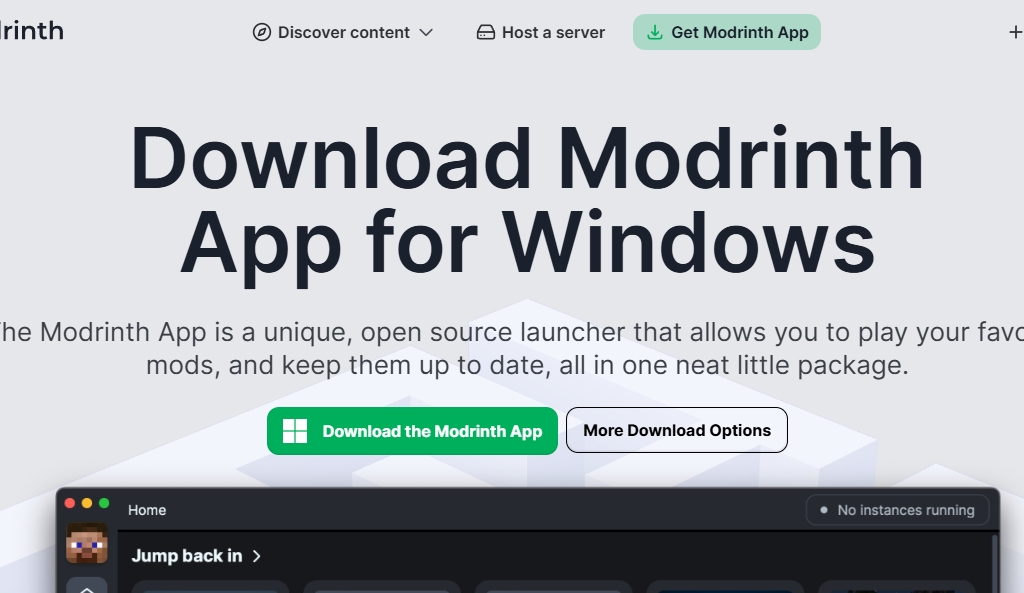 drinth
Discover content
Host a server
Get Modrinth App
Download Modrinth
App for Windows
The Modrinth App is a unique, open source launcher that allows you to play your favo
mods, and keep them up to date, all in one neat little package.
Download the Modrinth App
More Download Options
Home
No instances running
Jump back in